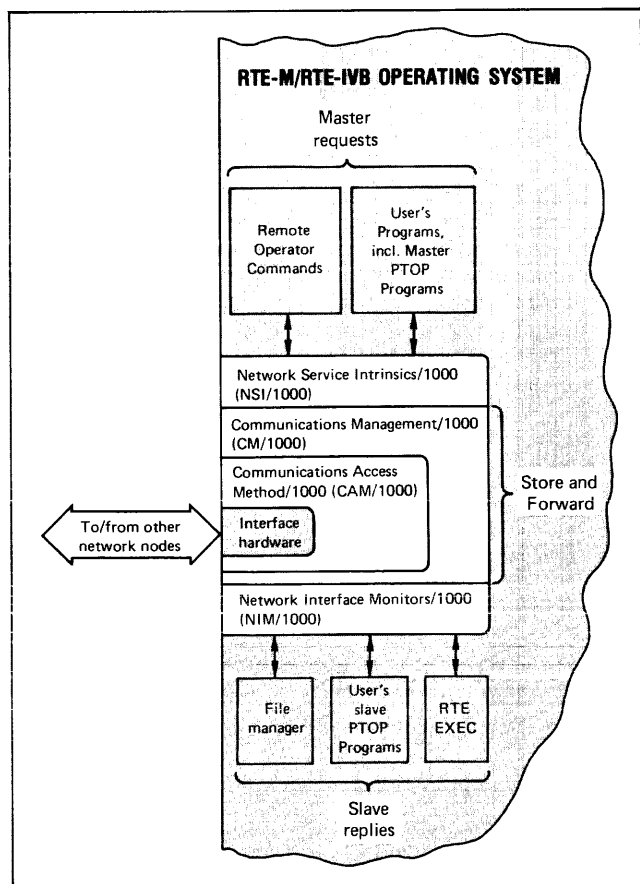 RTE-M/RTE-IVB OPERATING SYSTEM
Master
requests
Remote
Operator
Commands
User's
Programs,
incl. Master
PTOP
Programs
Network Service Intrinsics/1000
(NSI/1000)
Communications Management/1000
(CM/1000)
Communications Access
Method/1000 (CAM/1000)
Store and
Forward
To/from other
network nodes
Interface
hardware
Network Interface Monitors/1000
(NIM/1000)
File
manager
User's
slave
PTOP
Programs
RTE
EXEC
Slave
replies